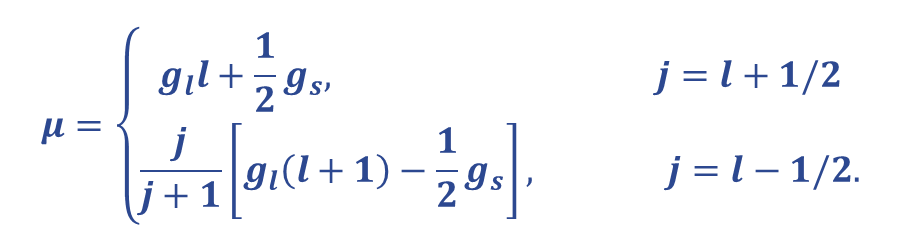 μ = { g_l l + 1/2 g_s, j = l + 1/2
j/(j + 1) [g_l(l + 1) − 1/2 g_s], j = l − 1/2.